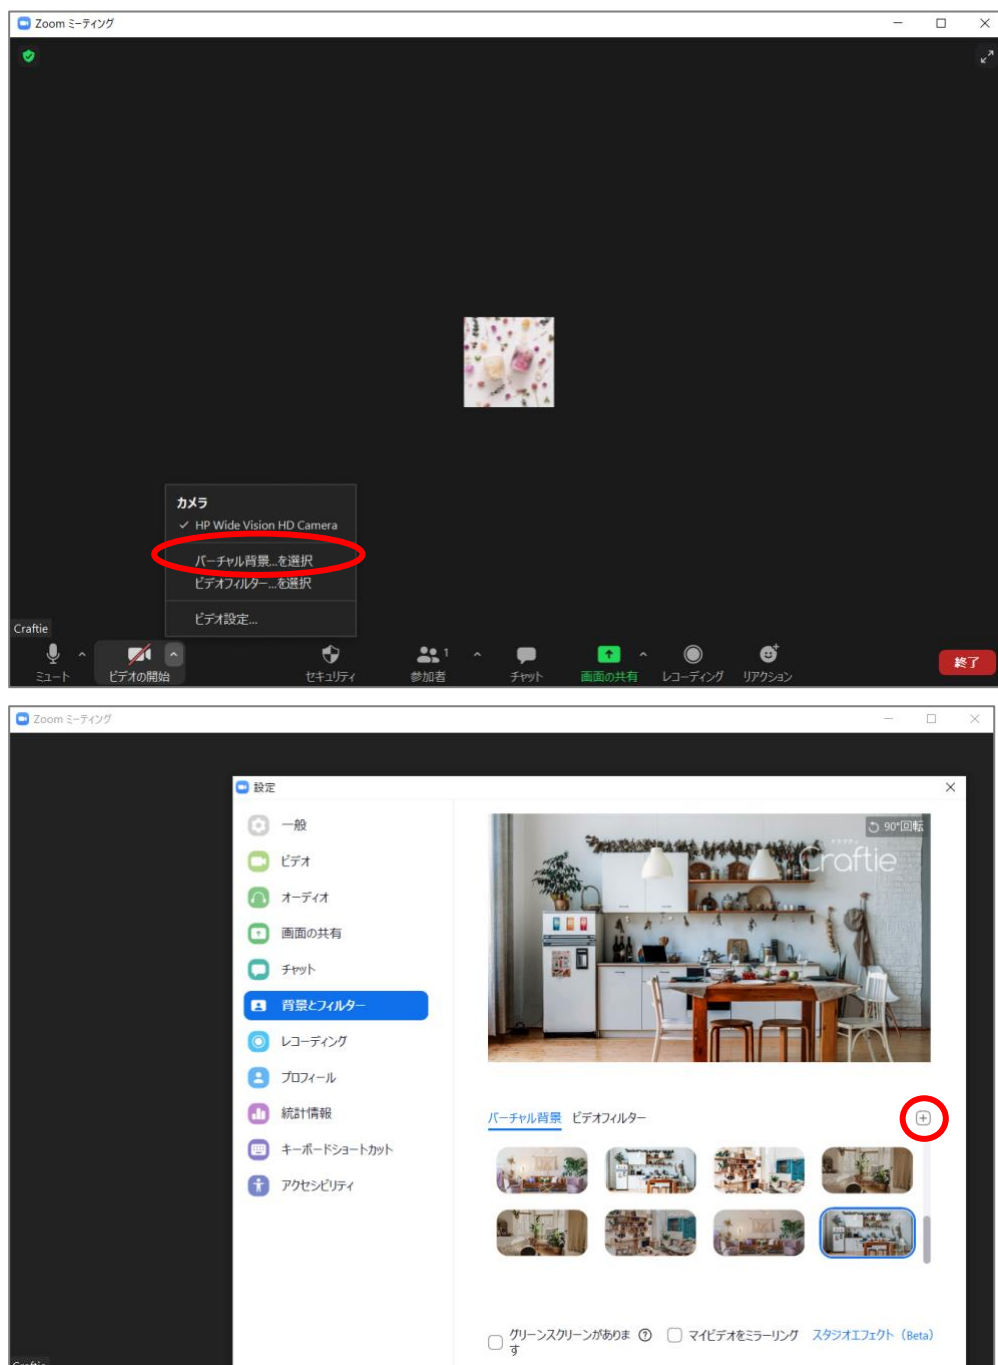 Zoom ミーティング
カメラ
✓ HP Wide Vision HD Camera
バーチャル背景...を選択
ビデオフィルター...を選択
ビデオ設定...
Craftie
ミュート
ビデオの開始
セキュリティ
参加者
1
チャット
画面の共有
レコーディング
リアクション
終了
Zoom ミーティング
設定
一般
ビデオ
オーディオ
画面の共有
チャット
背景とフィルター
レコーディング
プロフィール
統計情報
キーボードショートカット
アクセシビリティ
90°回転
Craftie
バーチャル背景 ビデオフィルター
グリーンスクリーンがありま
す
マイビデオをミラーリング
スタジオエフェクト（Beta）
Craftie